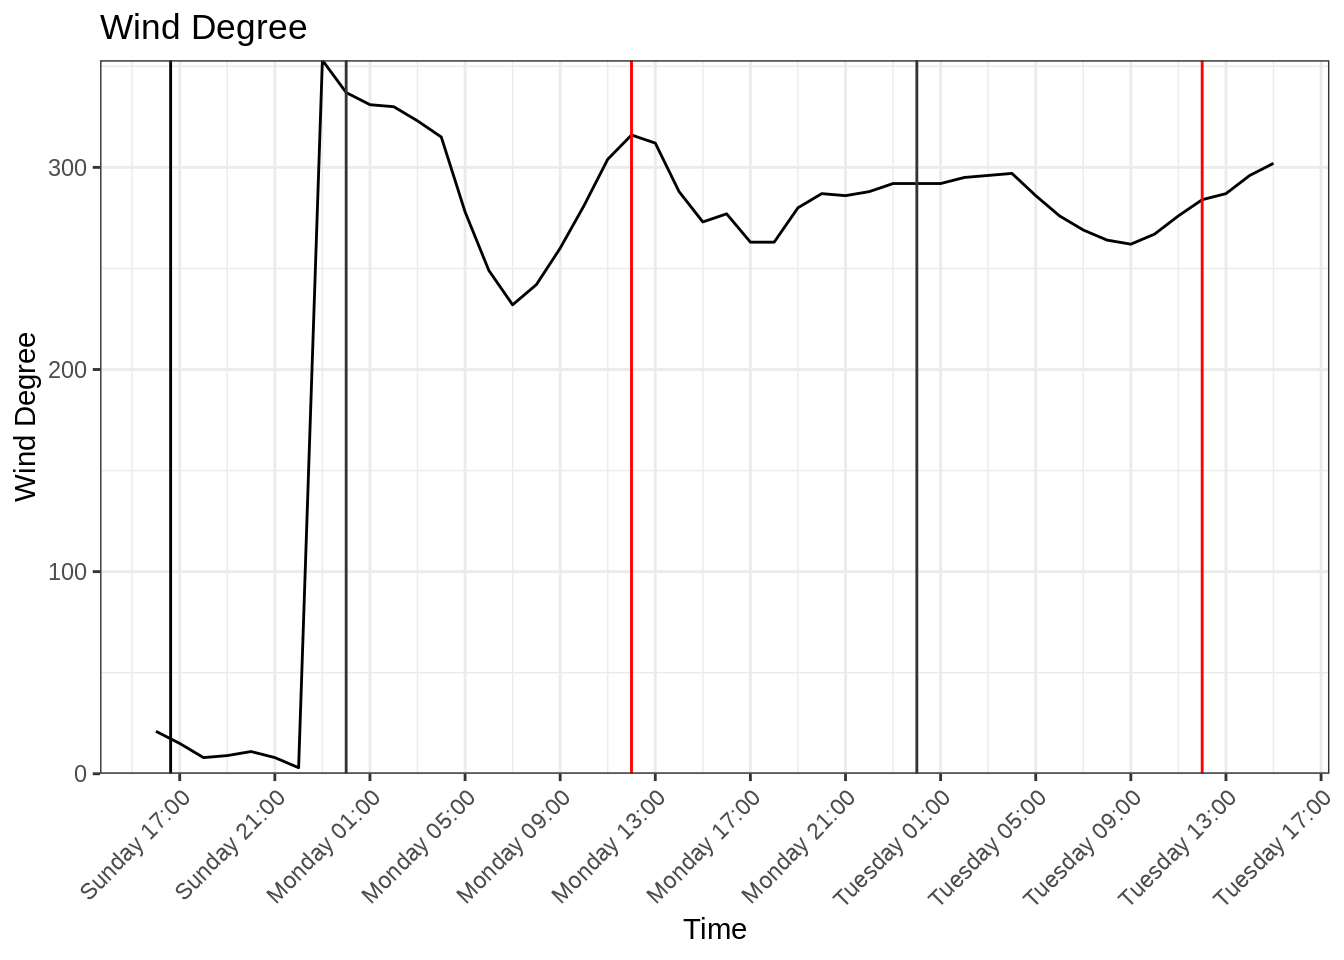 Wind Degree
Wind Degree
300
200
100
0
Sunday 17:00
Sunday 21:00
Monday 01:00
Monday 05:00
Monday 09:00
Monday 13:00
Monday 17:00
Monday 21:00
Tuesday 01:00
Tuesday 05:00
Tuesday 09:00
Tuesday 13:00
Tuesday 17:00
Time